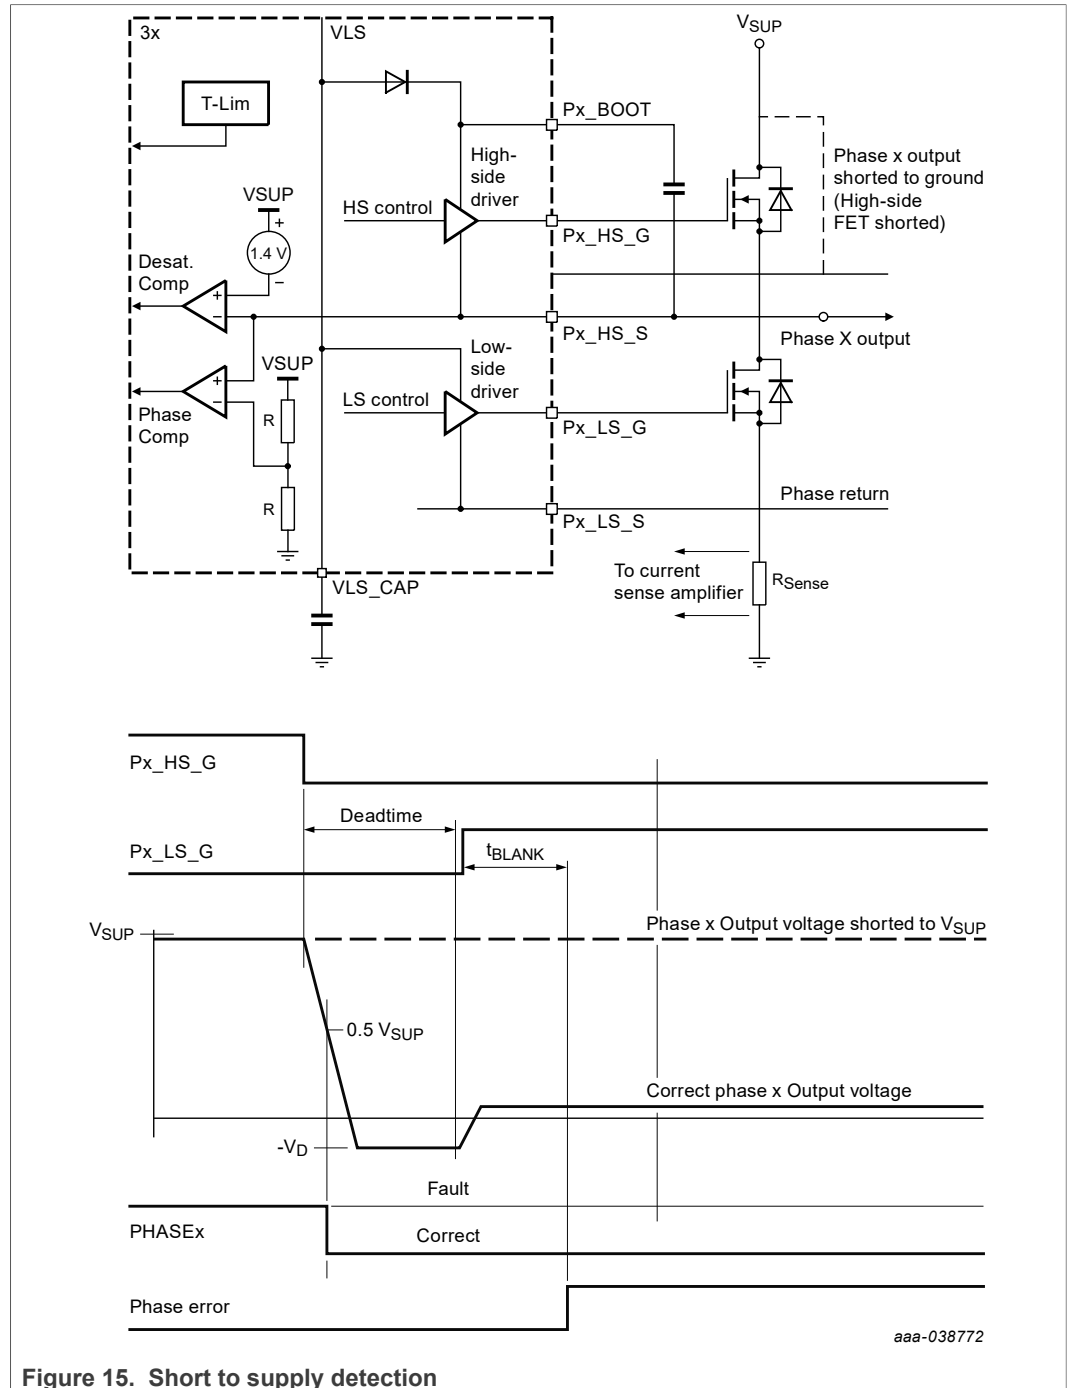 3x
VLS
VSUP
T-Lim
Px_BOOT
High-
side
driver
Phase x output
shorted to ground
(High-side
FET shorted)
VSUP
HS control
Px_HS_G
+
1.4 V
−
Desat.
Comp
+
−
Px_HS_S
Phase X output
Low-
side
driver
VSUP
+
−
LS control
Phase
Comp
R
Px_LS_G
R
Phase return
Px_LS_S
To current
sense amplifier
RSense
VLS_CAP
Px_HS_G
Deadtime
Px_LS_G
tBLANK
VSUP
Phase x Output voltage shorted to VSUP
0.5 VSUP
Correct phase x Output voltage
-VD
Fault
PHASEx
Correct
Phase error
aaa-038772
Figure 15. Short to supply detection